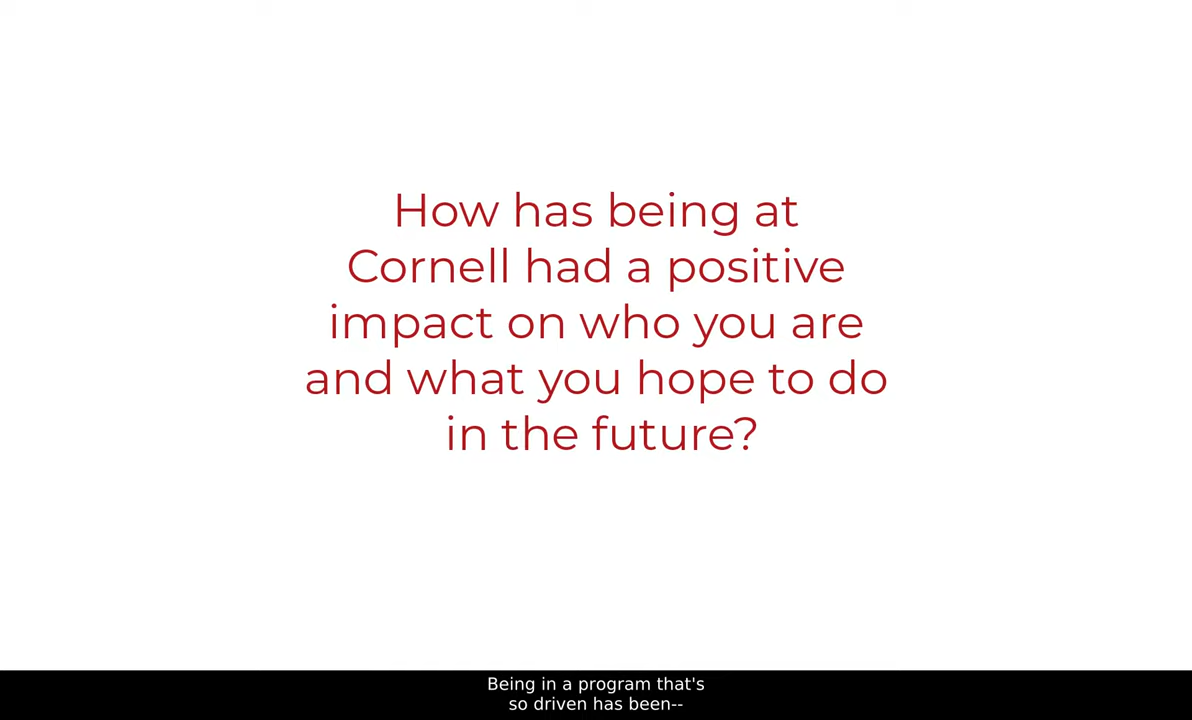 How has being at
Cornell had a positive
impact on who you are
and what you hope to do
in the future?
Being in a program that's
so driven has been--